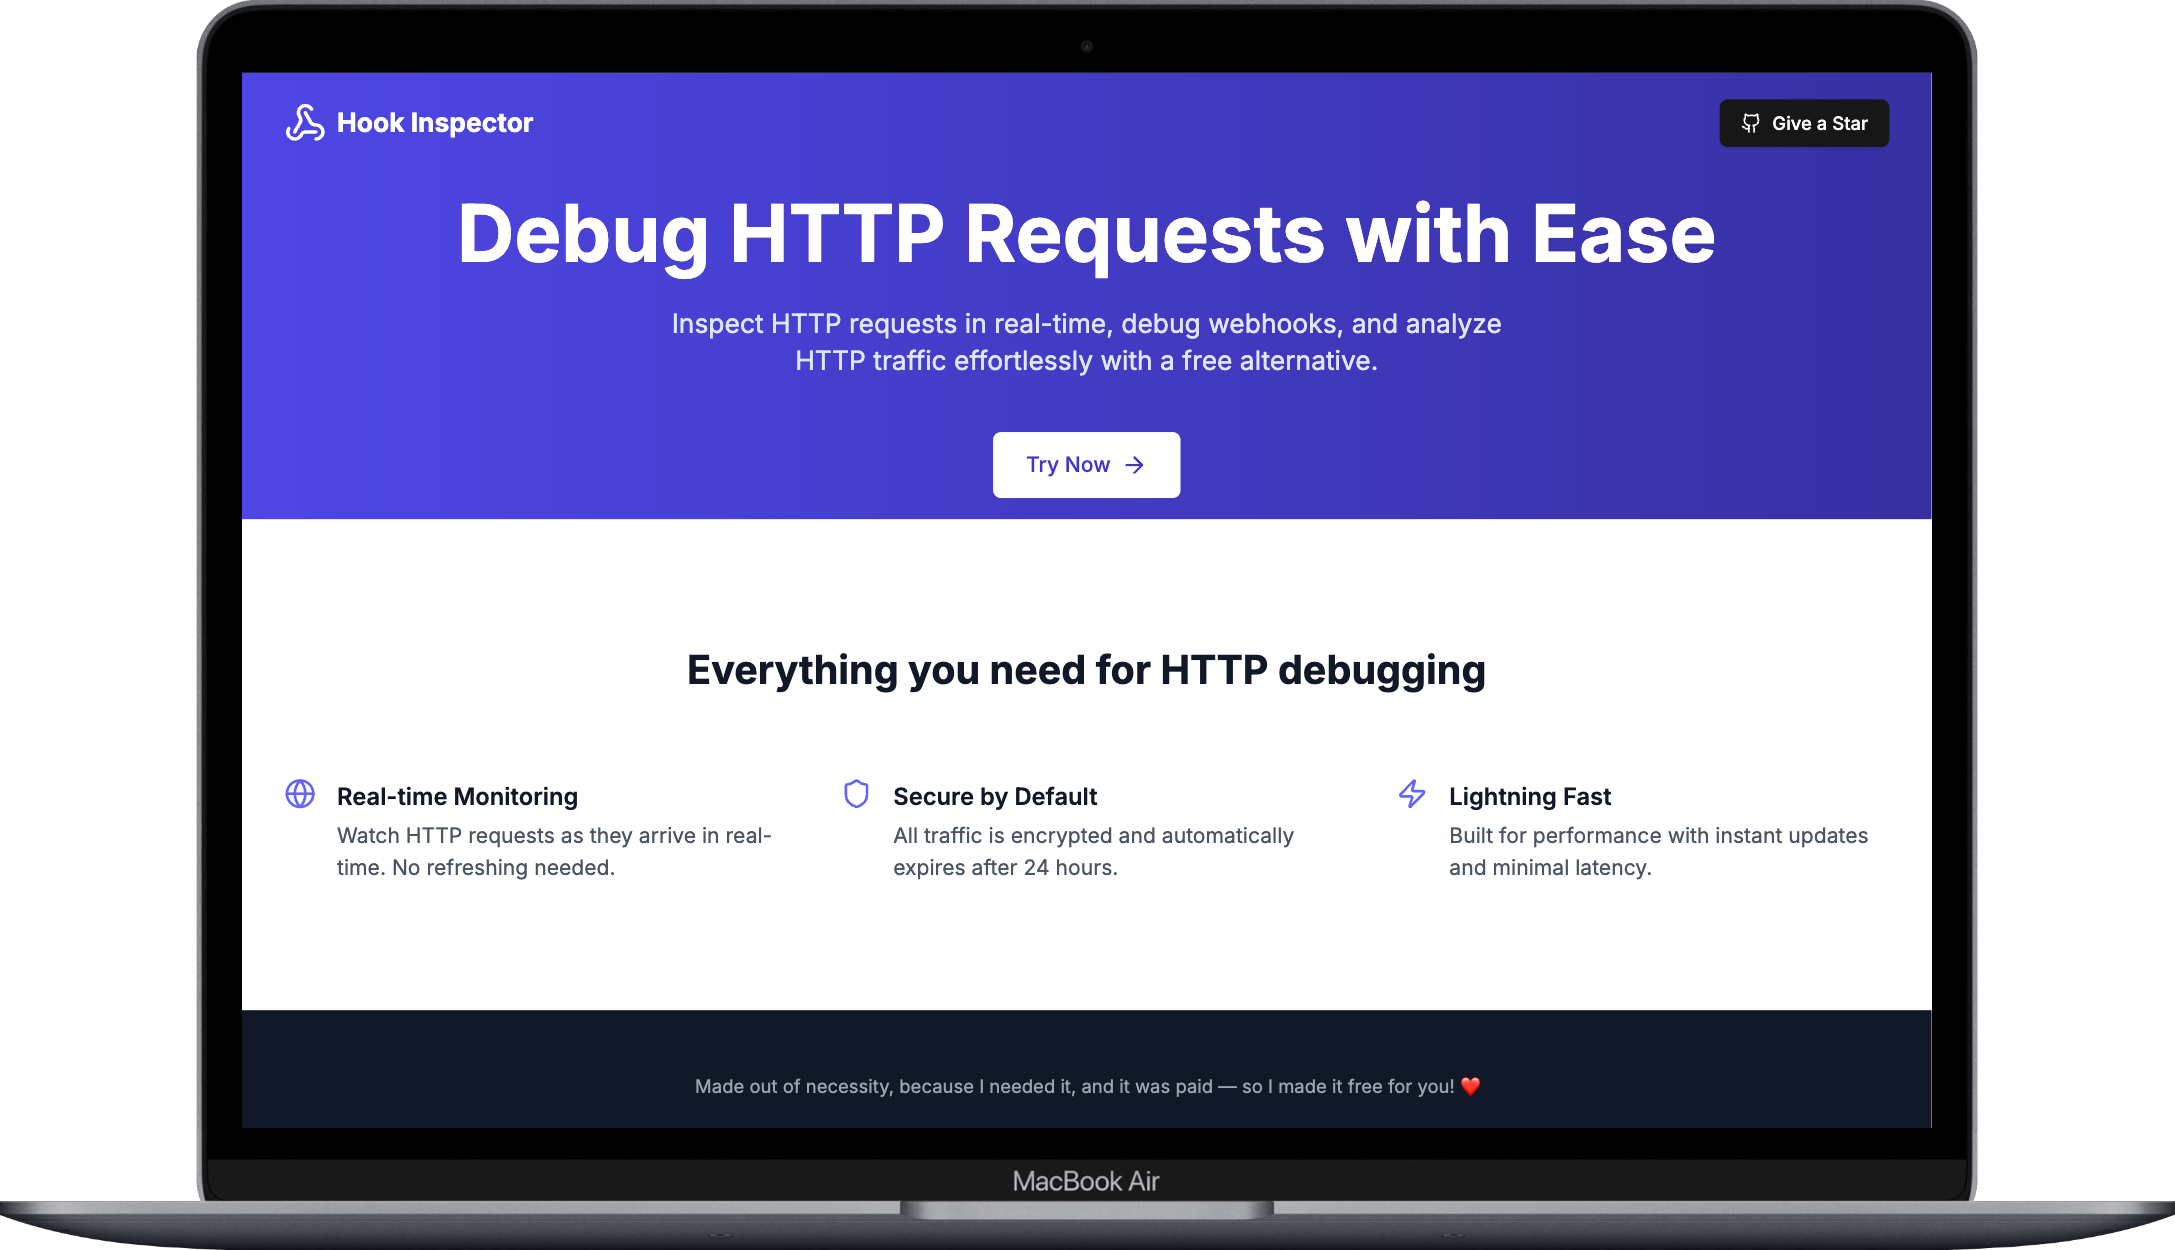 Hook Inspector
Give a Star
Debug HTTP Requests with Ease
Inspect HTTP requests in real-time, debug webhooks, and analyze
HTTP traffic effortlessly with a free alternative.
Try Now
Everything you need for HTTP debugging
Real-time Monitoring
Watch HTTP requests as they arrive in real-
time. No refreshing needed.
Secure by Default
All traffic is encrypted and automatically
expires after 24 hours.
Lightning Fast
Built for performance with instant updates
and minimal latency.
Made out of necessity, because I needed it, and it was paid — so I made it free for you! ❤️
MacBook Air